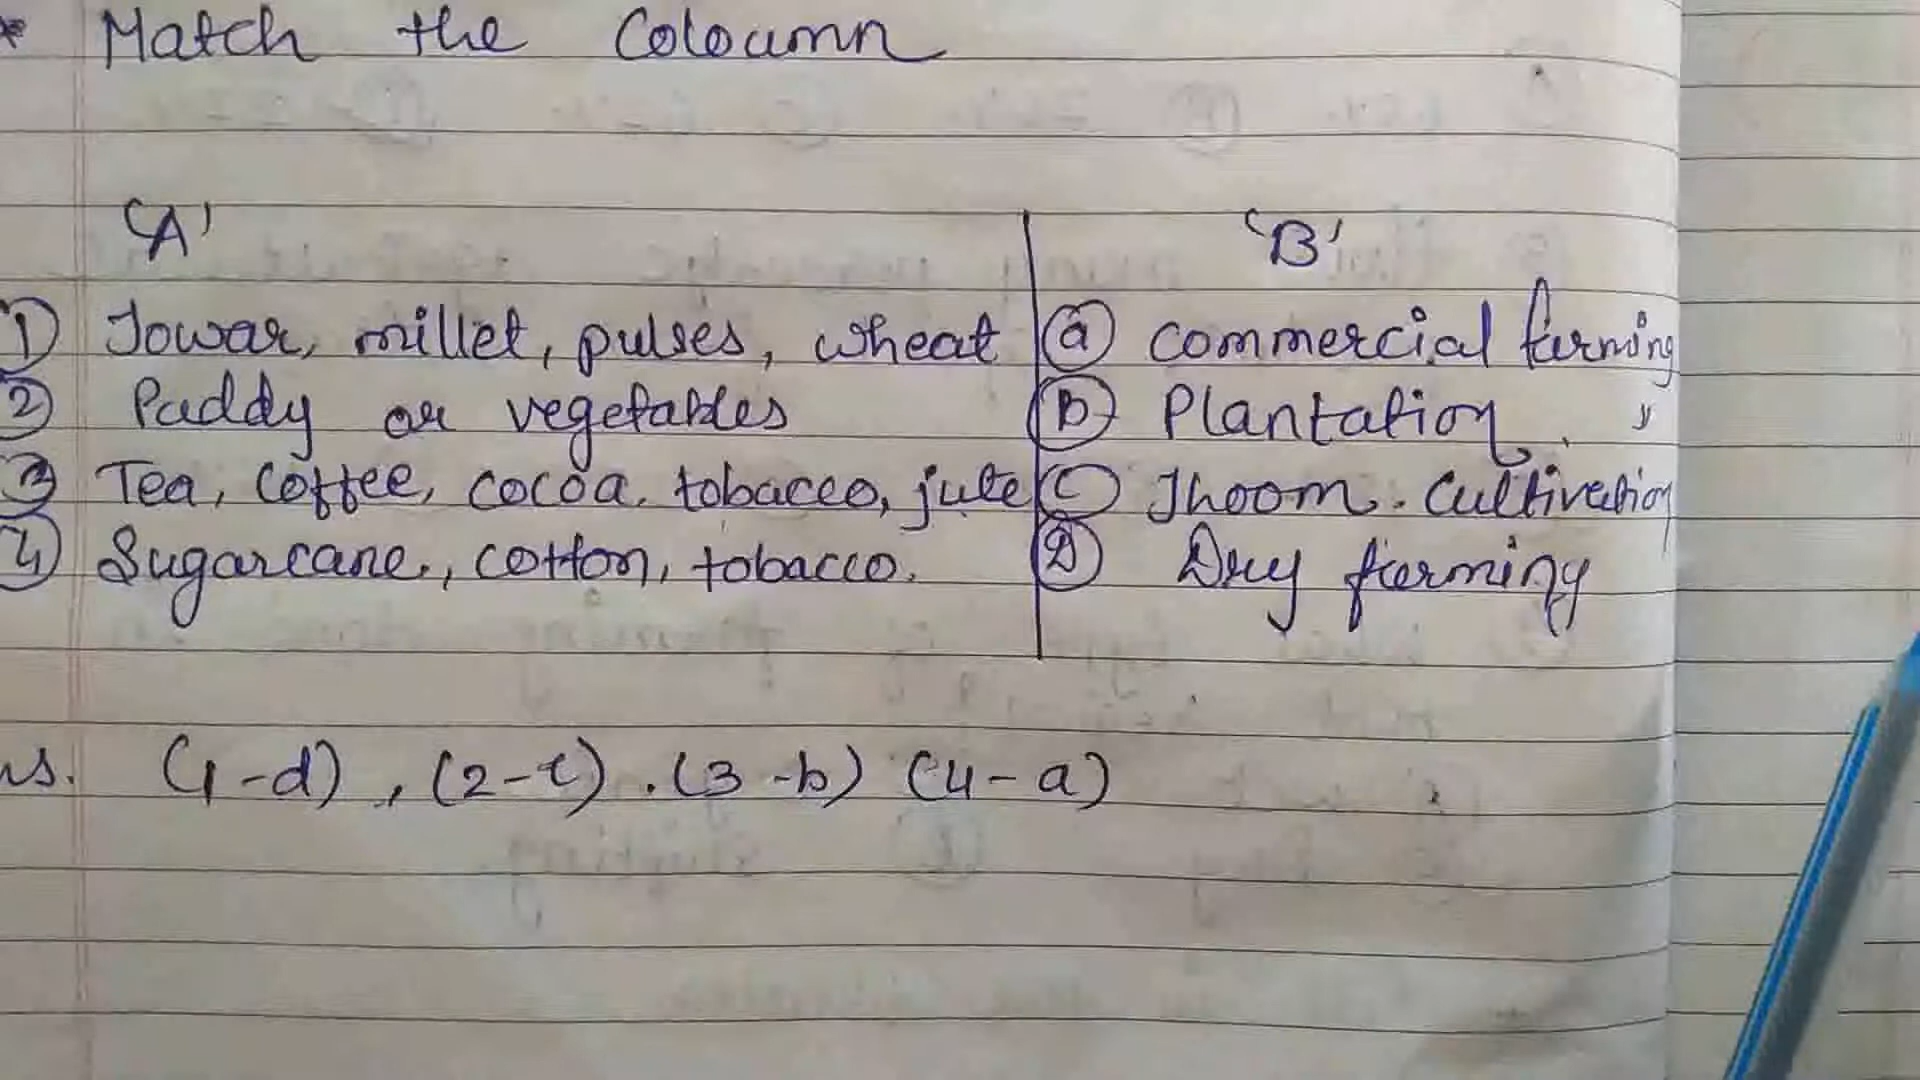 Match the Coloumn
'A' 'B'
1 Jowar, millet, pulses, wheat a commercial farming
2 Paddy or vegetables b Plantation "
3 Tea, coffee, cocoa, tobacco, jute c Jhoom. Cultivation
4 Sugarcane, cotton, tobacco. D Dry farming
ns. (1-d), (2-c). (3-b) (4-a)